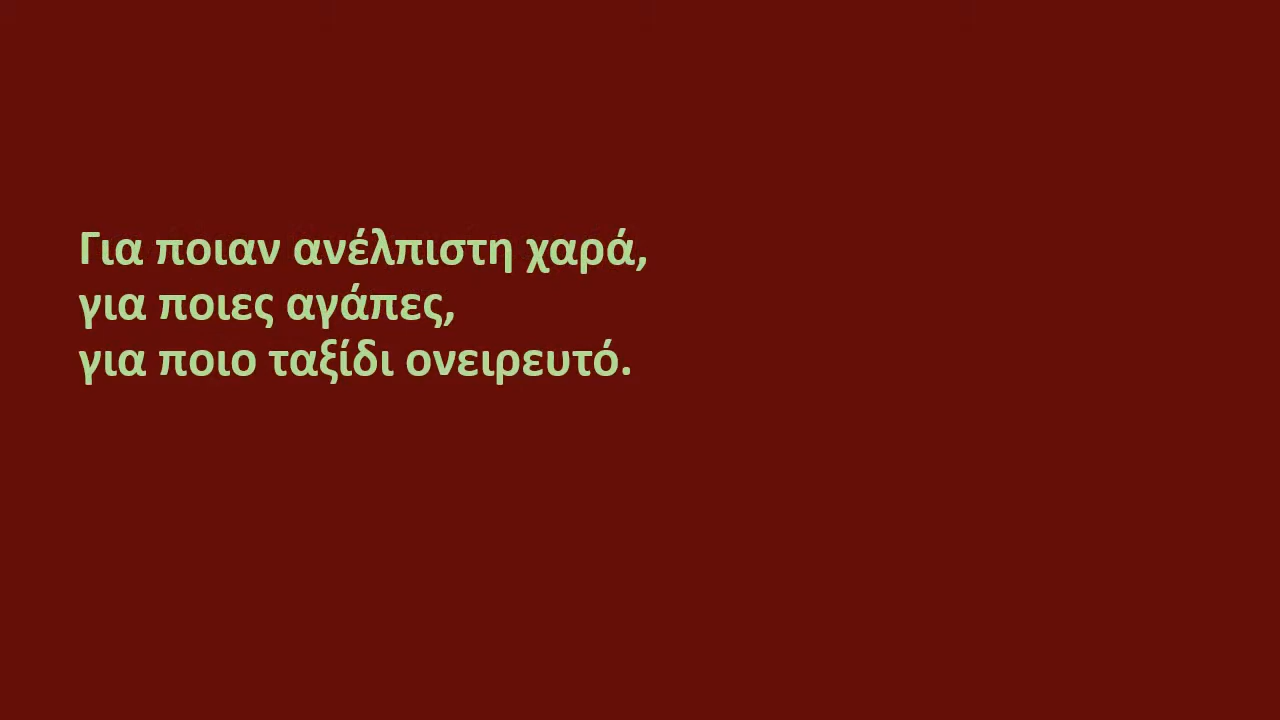 Για ποιαν ανέλπιστη χαρά,
για ποιες αγάπες,
για ποιο ταξίδι ονειρευτό.